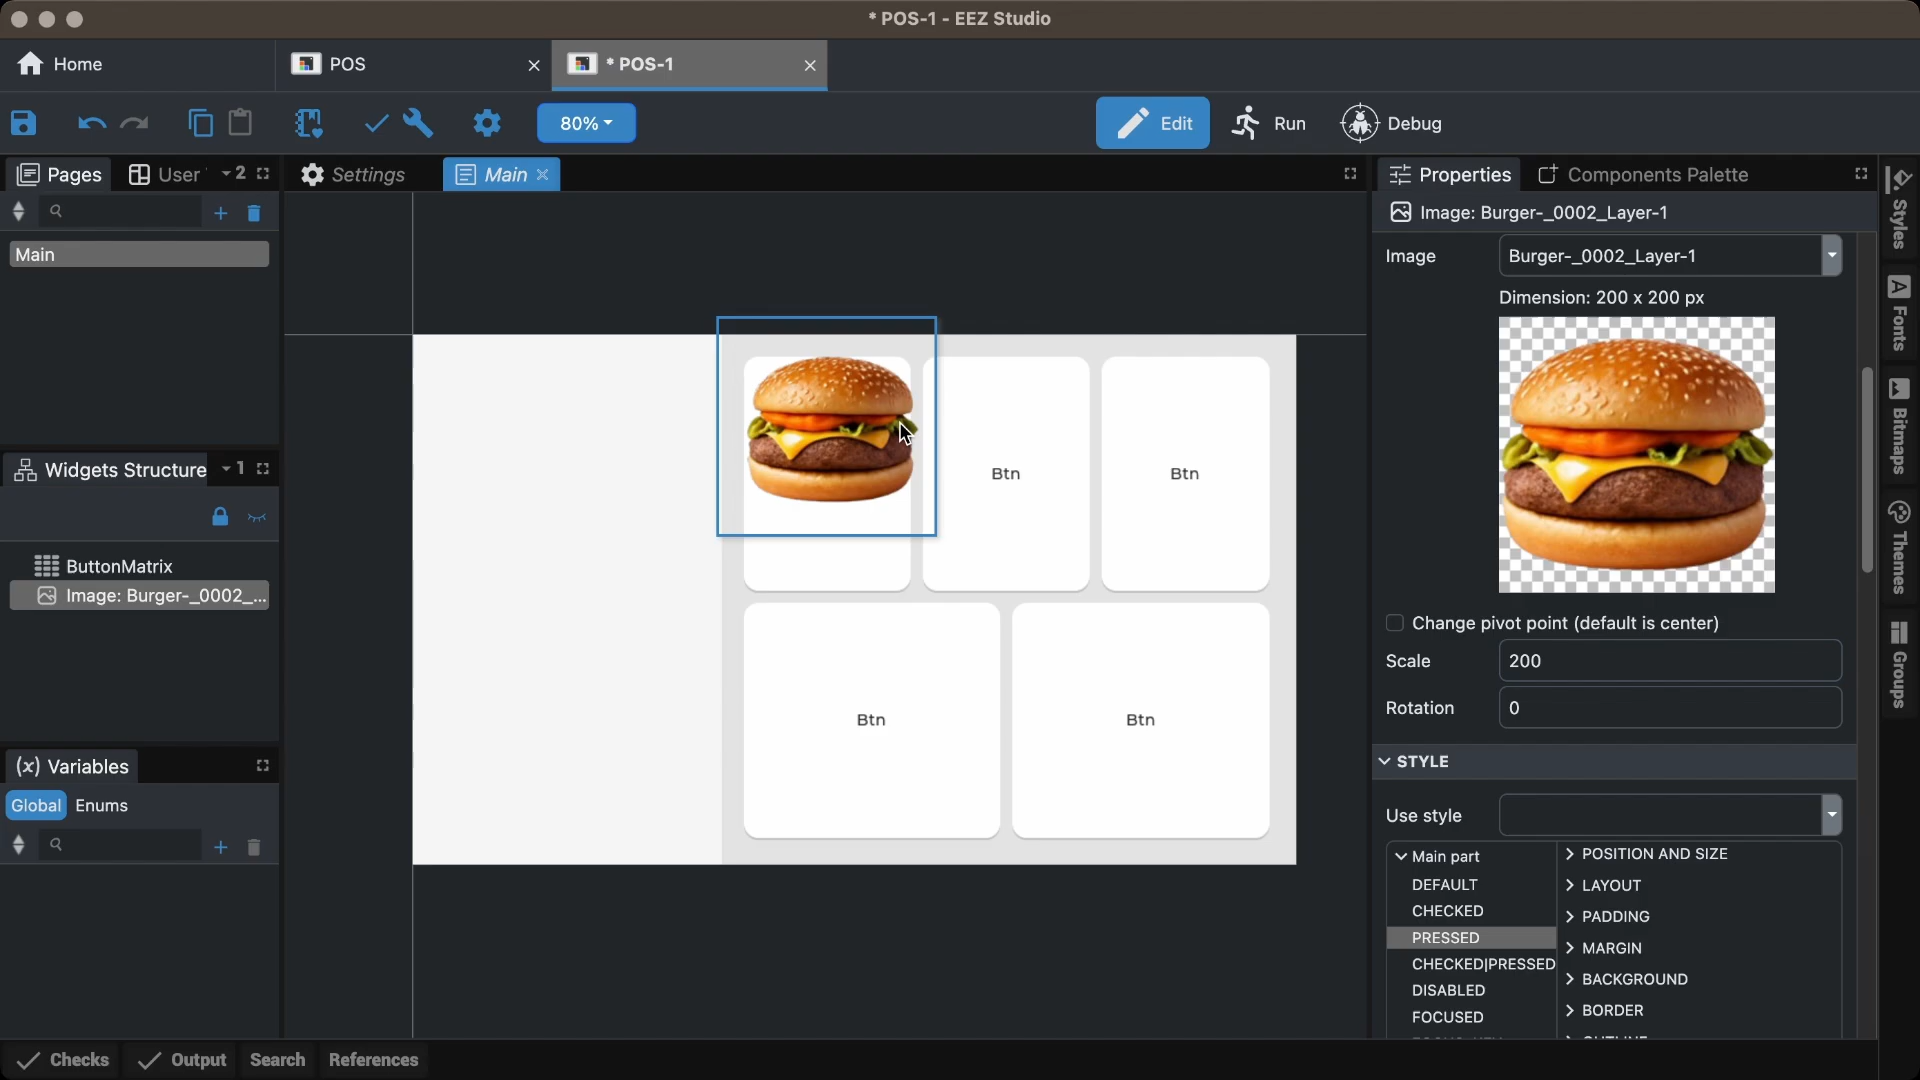 * POS-1 - EEZ Studio
Home
POS
* POS-1
80%
Edit
Run
Debug
Pages
User
2
Settings
Main
Properties
Components Palette
Styles
Fonts
Bitmaps
Themes
Groups
Main
Image: Burger-_0002_Layer-1
Image
Burger-_0002_Layer-1
Dimension: 200 x 200 px
Widgets Structure
1
ButtonMatrix
Image: Burger-_0002_...
Btn
Btn
Btn
Btn
Change pivot point (default is center)
Scale
200
Rotation
0
STYLE
Use style
(x) Variables
Global
Enums
Main part
DEFAULT
CHECKED
PRESSED
CHECKED|PRESSED
DISABLED
FOCUSED
POSITION AND SIZE
LAYOUT
PADDING
MARGIN
BACKGROUND
BORDER
Checks
Output
Search
References